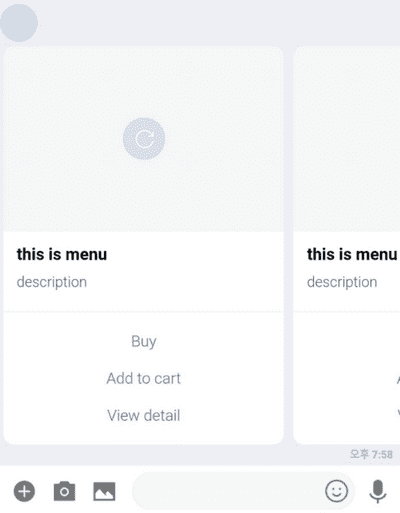 this is menu
description
Buy
Add to cart
View detail
this is menu
description
오후 7:58